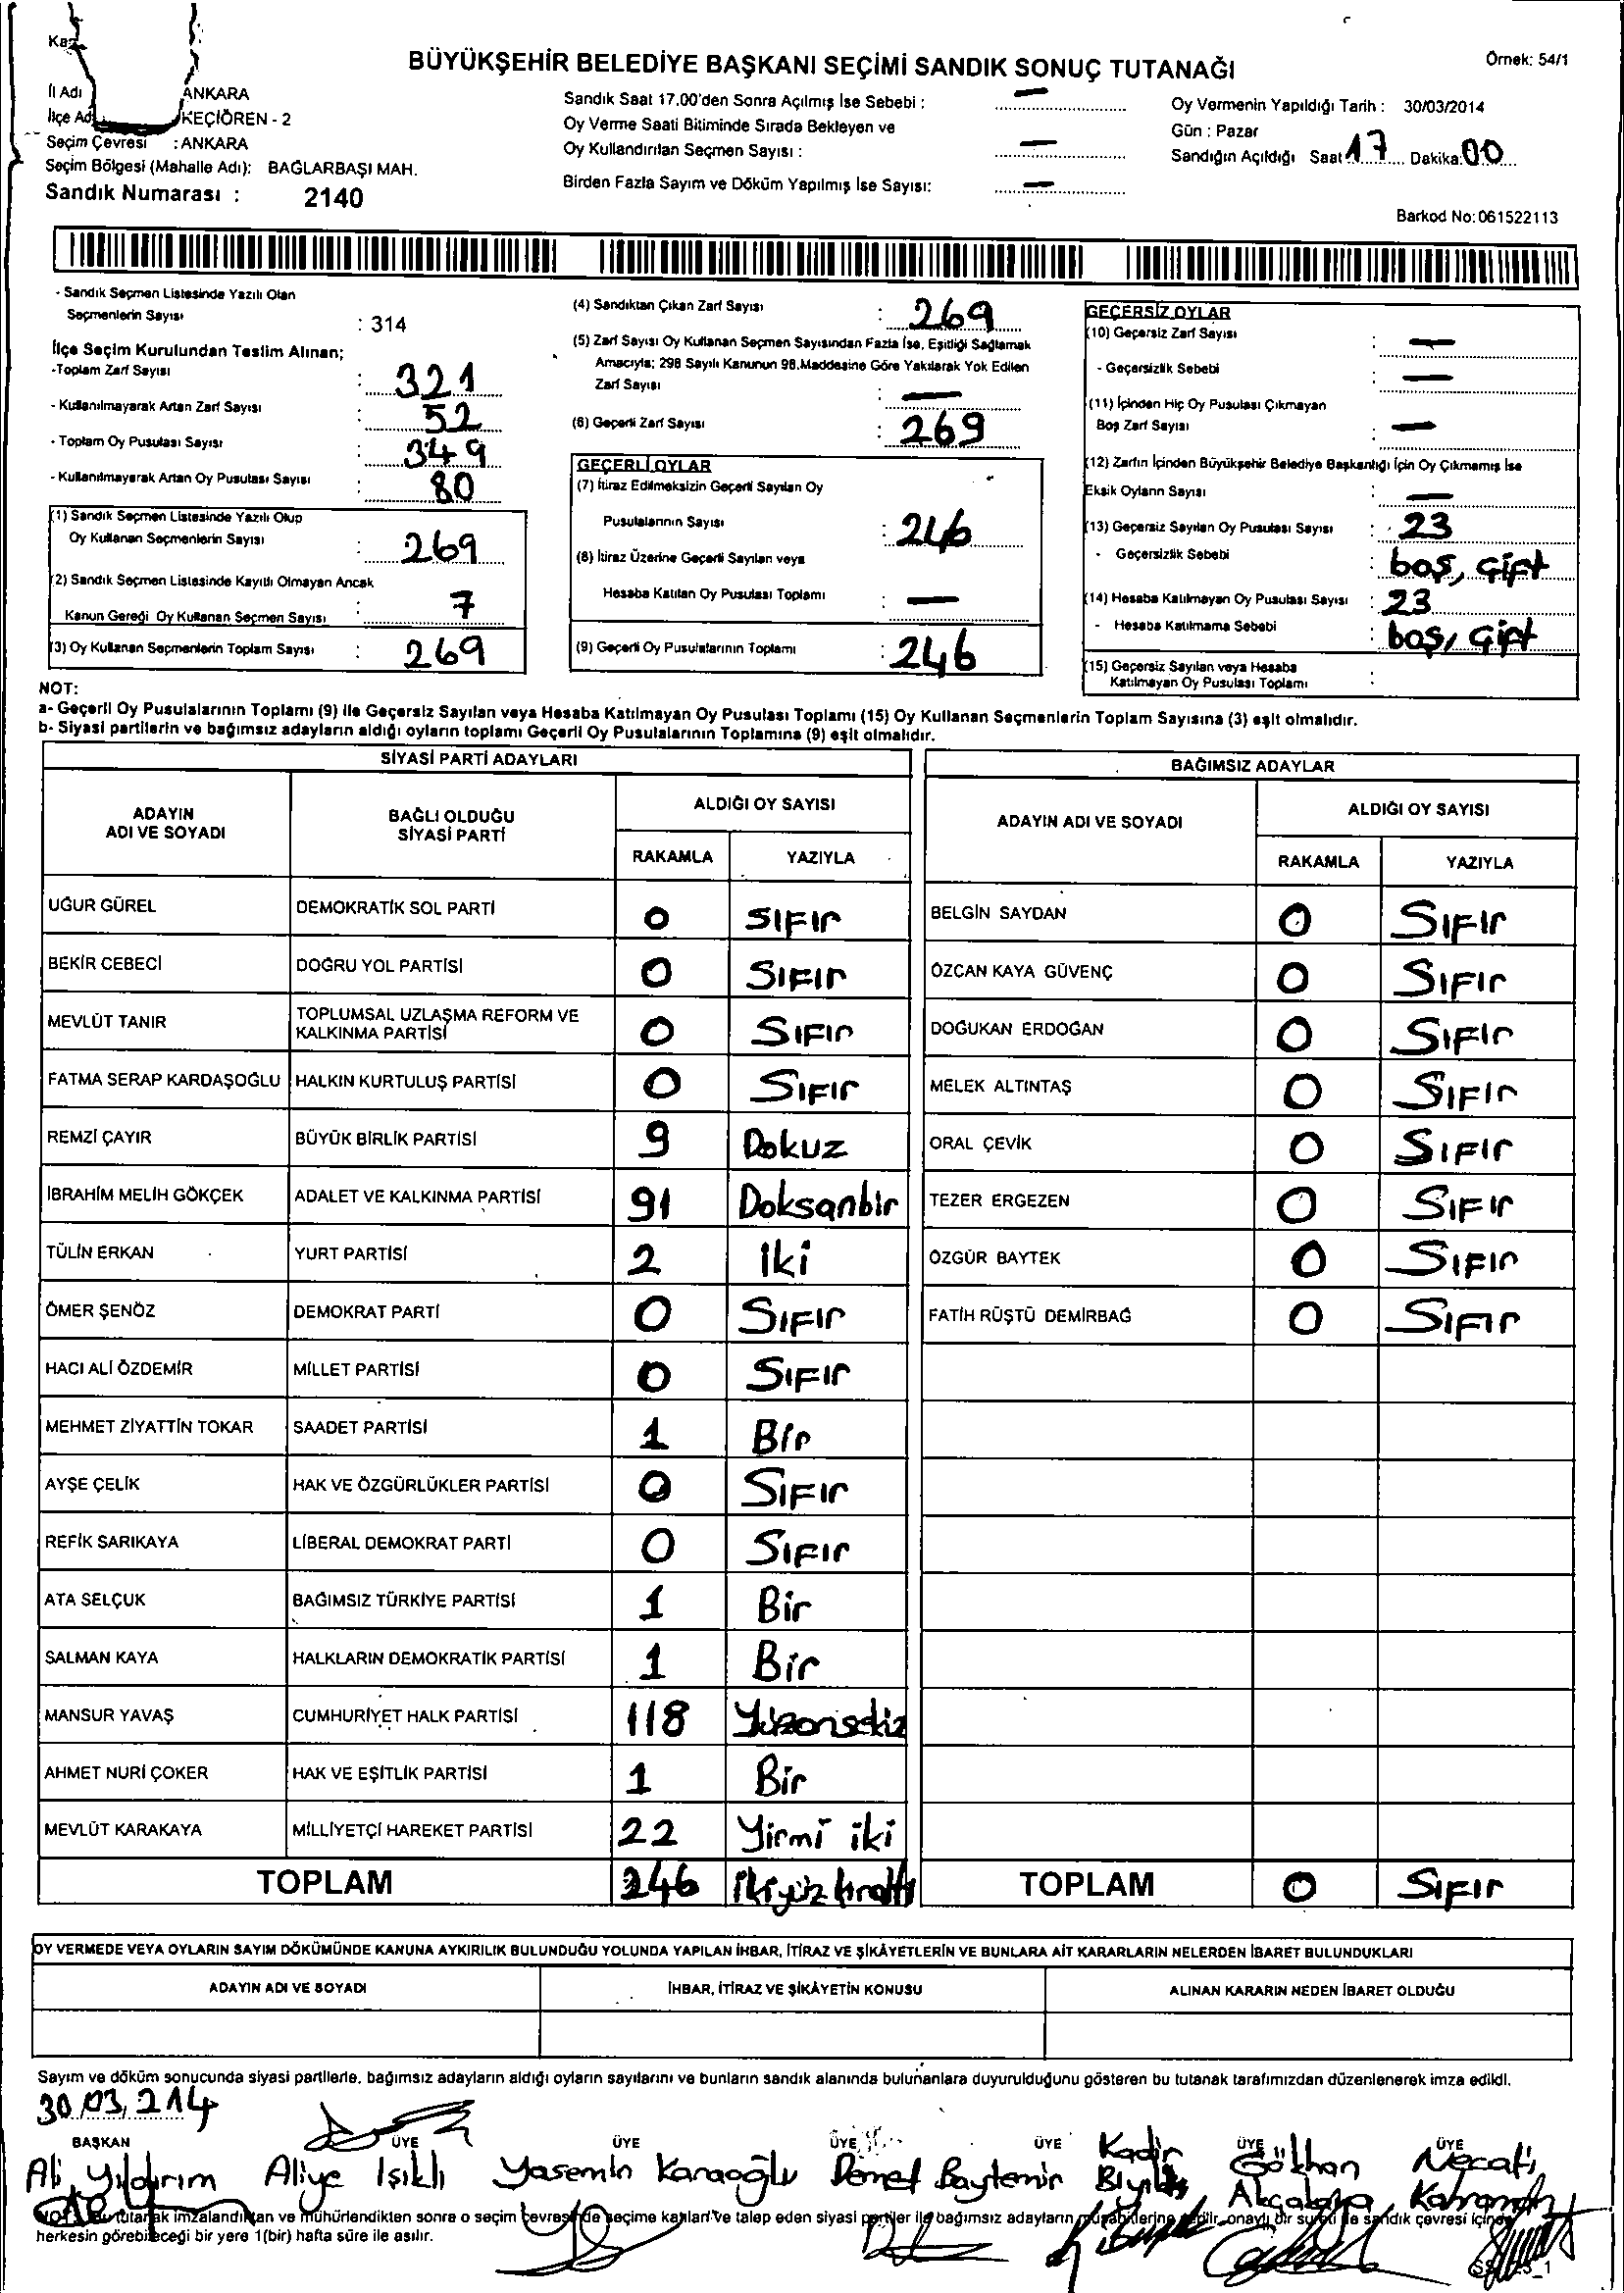 BÜYÜKŞEHİR BELEDİYE BAŞKANI SEÇİMİ SANDIK SONUÇ TUTANAĞI
Örnek: 54/1
İl Adı ANKARA
KEÇİÖREN - 2
Seçim Çevresi : ANKARA
Seçim Bölgesi (Mahalle Adı): BAĞLARBAŞI MAH.
Sandık Numarası : 2140
Sandık Saat 17.00'den Sonra Açılmış İse Sebebi : —
Oy Verme Saati Bitiminde Sırada Bekleyen ve
Oy Kullandırılan Seçmen Sayısı : —
Birden Fazla Sayım ve Döküm Yapılmış İse Sayısı: —
Oy Vermenin Yapıldığı Tarih : 30/03/2014
Gün : Pazar
Sandığın Açıldığı Saat 17 Dakika: 00
Barkod No: 061522113
- Sandık Seçmen Listesinde Yazılı Olan
Seçmenlerin Sayısı : 314
İlçe Seçim Kurulundan Teslim Alınan;
-Toplam Zarf Sayısı : 321
- Kullanılmayarak Artan Zarf Sayısı : 52
- Toplam Oy Pusulası Sayısı : 349
- Kullanılmayarak Artan Oy Pusulası Sayısı : 80
(1) Sandık Seçmen Listesinde Yazılı Olup
Oy Kullanan Seçmenlerin Sayısı : 269
(2) Sandık Seçmen Listesinde Kayıtlı Olmayan Ancak
Kanun Gereği Oy Kullanan Seçmen Sayısı : 7
(3) Oy Kullanan Seçmenlerin Toplam Sayısı : 269
(4) Sandıktan Çıkan Zarf Sayısı : 269
(5) Zarf Sayısı Oy Kullanan Seçmen Sayısından Fazla İse, Eşitliği Sağlamak
Amacıyla; 298 Sayılı Kanunun 98.Maddesine Göre Yakılarak Yok Edilen
Zarf Sayısı : —
(6) Geçerli Zarf Sayısı : 269
GEÇERLİ OYLAR
(7) İtiraz Edilmeksizin Geçerli Sayılan Oy
Pusulalarının Sayısı : 246
(8) İtiraz Üzerine Geçerli Sayılan veya
Hesaba Katılan Oy Pusulası Toplamı : —
(9) Geçerli Oy Pusulalarının Toplamı : 246
GEÇERSİZ OYLAR
(10) Geçersiz Zarf Sayısı : —
- Geçersizlik Sebebi : —
(11) İçinden Hiç Oy Pusulası Çıkmayan
Boş Zarf Sayısı : —
(12) Zarfın İçinden Büyükşehir Belediye Başkanlığı İçin Oy Çıkmamış İse
Eksik Oyların Sayısı : —
(13) Geçersiz Sayılan Oy Pusulası Sayısı : 23
- Geçersizlik Sebebi : boş, çift
(14) Hesaba Katılmayan Oy Pusulası Sayısı : 23
- Hesaba Katılmama Sebebi : boş, çift
(15) Geçersiz Sayılan veya Hesaba
Katılmayan Oy Pusulası Toplamı :
NOT:
a- Geçerli Oy Pusulalarının Toplamı (9) ile Geçersiz Sayılan veya Hesaba Katılmayan Oy Pusulası Toplamı (15) Oy Kullanan Seçmenlerin Toplam Sayısına (3) eşit olmalıdır.
b- Siyasi partilerin ve bağımsız adayların aldığı oyların toplamı Geçerli Oy Pusulalarının Toplamına (9) eşit olmalıdır.
SİYASİ PARTİ ADAYLARI
ADAYIN ADI VE SOYADI BAĞLI OLDUĞU SİYASİ PARTİ ALDIĞI OY SAYISI
RAKAMLA YAZIYLA
UĞUR GÜREL DEMOKRATİK SOL PARTİ 0 SIFIr
BEKİR CEBECİ DOĞRU YOL PARTİSİ 0 SIFIr
MEVLÜT TANIR TOPLUMSAL UZLAŞMA REFORM VE KALKINMA PARTİSİ 0 SIFIr
FATMA SERAP KARDAŞOĞLU HALKIN KURTULUŞ PARTİSİ 0 SIFIr
REMZİ ÇAYIR BÜYÜK BİRLİK PARTİSİ 9 Dokuz
İBRAHİM MELİH GÖKÇEK ADALET VE KALKINMA PARTİSİ 91 Doksanbir
TÜLİN ERKAN YURT PARTİSİ 2 Iki
ÖMER ŞENÖZ DEMOKRAT PARTİ 0 SIFIr
HACI ALİ ÖZDEMİR MİLLET PARTİSİ 0 SIFIr
MEHMET ZİYATTİN TOKAR SAADET PARTİSİ 1 Bir
AYŞE ÇELİK HAK VE ÖZGÜRLÜKLER PARTİSİ 0 SIFIr
REFİK SARIKAYA LİBERAL DEMOKRAT PARTİ 0 SIFIr
ATA SELÇUK BAĞIMSIZ TÜRKİYE PARTİSİ 1 Bir
SALMAN KAYA HALKLARIN DEMOKRATİK PARTİSİ 1 Bir
MANSUR YAVAŞ CUMHURİYET HALK PARTİSİ 118 Yüzonsekiz
AHMET NURİ ÇOKER HAK VE EŞİTLİK PARTİSİ 1 Bir
MEVLÜT KARAKAYA MİLLİYETÇİ HAREKET PARTİSİ 22 Yirmi iki
TOPLAM 246 İkiyüz kıraltı
BAĞIMSIZ ADAYLAR
ADAYIN ADI VE SOYADI ALDIĞI OY SAYISI
RAKAMLA YAZIYLA
BELGİN SAYDAN 0 SIFIr
ÖZCAN KAYA GÜVENÇ 0 SIFIr
DOĞUKAN ERDOĞAN 0 SIFIr
MELEK ALTINTAŞ 0 SIFIr
ORAL ÇEVİK 0 SIFIr
TEZER ERGEZEN 0 SIFIr
ÖZGÜR BAYTEK 0 SIFIr
FATİH RÜŞTÜ DEMİRBAĞ 0 SIFIr
TOPLAM 0 SIFIr
OY VERMEDE VEYA OYLARIN SAYIM DÖKÜMÜNDE KANUNA AYKIRILIK BULUNDUĞU YOLUNDA YAPILAN İHBAR, İTİRAZ VE ŞİKÂYETLERİN VE BUNLARA AİT KARARLARIN NELERDEN İBARET BULUNDUKLARI
ADAYIN ADI VE SOYADI İHBAR, İTİRAZ VE ŞİKÂYETİN KONUSU ALINAN KARARIN NEDEN İBARET OLDUĞU
Sayım ve döküm sonucunda siyasi partilerle, bağımsız adayların aldığı oyların sayılarını ve bunların sandık alanında bulunanlara duyurulduğunu gösteren bu tutanak tarafımızdan düzenlenerek imza edildi.
30.03.214
BAŞKAN ÜYE ÜYE ÜYE ÜYE ÜYE ÜYE
Ali Yıldırım Aliye Işıklı Yasemin Karaoğlu Demet Baytemir Kadir Bıyık Gökhan Necati
tutanak imzalandıktan ve mühürlendikten sonra o seçim çevresinde seçime katılan ve talep eden siyasi partiler ile bağımsız adayların müşahitlerine onaylı bir sureti sandık çevresi içinde
herkesin görebileceği bir yere 1(bir) hafta süre ile asılır.